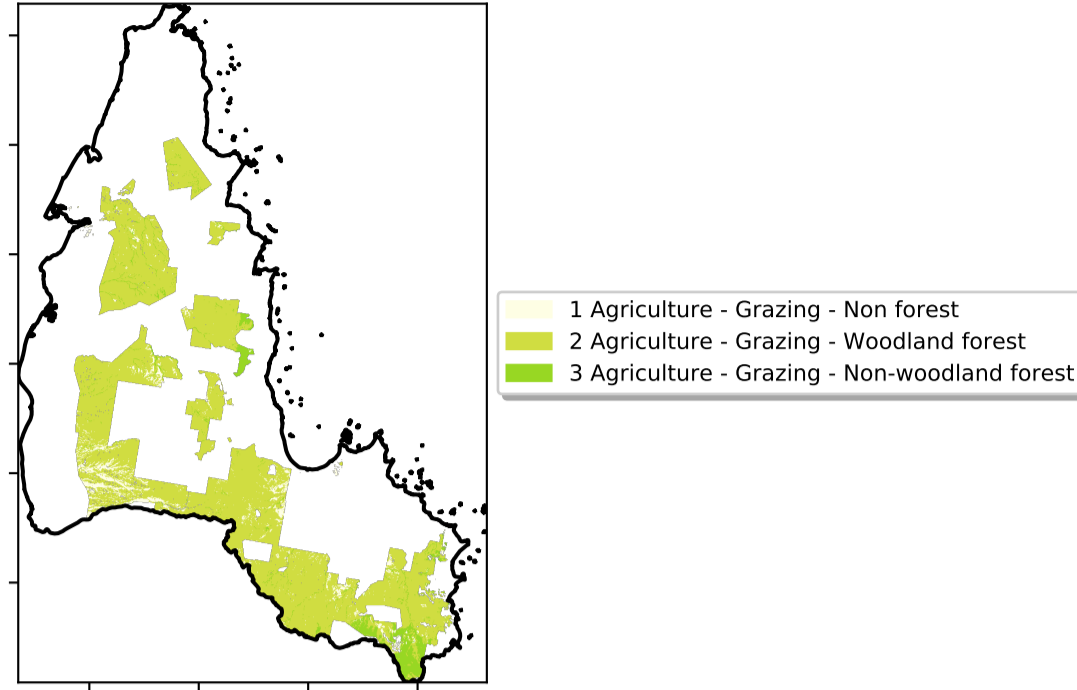 1 Agriculture - Grazing - Non forest
2 Agriculture - Grazing - Woodland forest
3 Agriculture - Grazing - Non-woodland forest